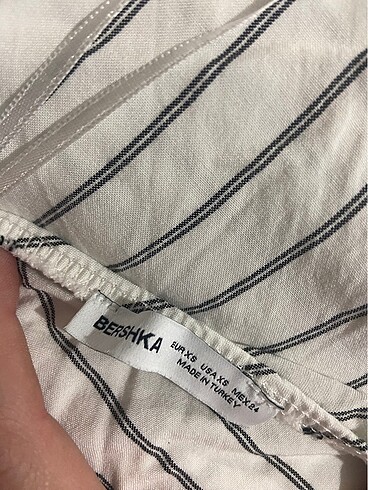 BERSHKA
EUR XS USA XS MEX 24
MADE IN TURKEY